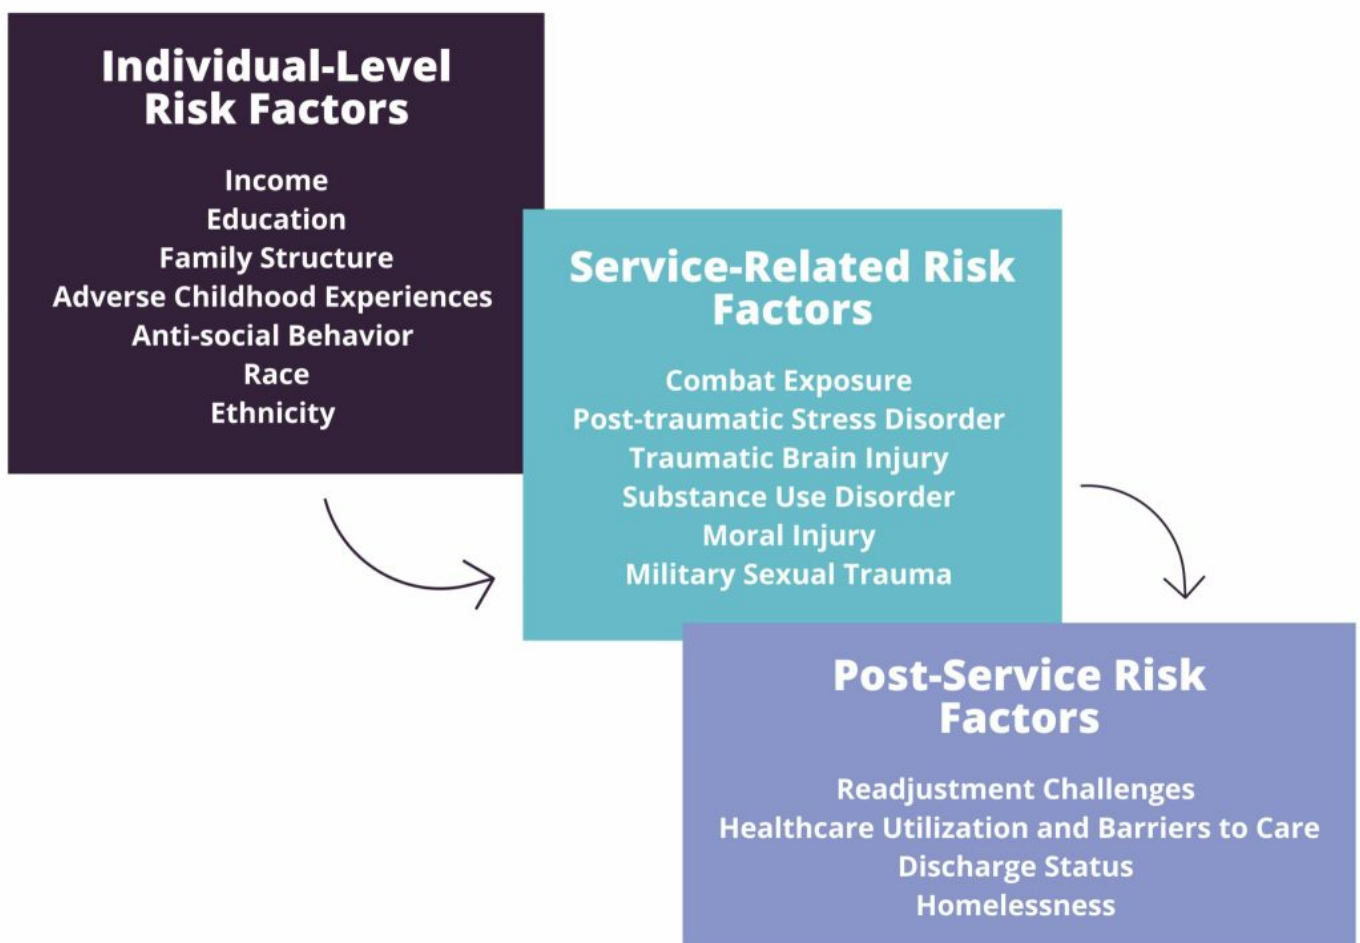 Individual-Level
Risk Factors
Income
Education
Family Structure
Adverse Childhood Experiences
Anti-social Behavior
Race
Ethnicity
Service-Related Risk
Factors
Combat Exposure
Post-traumatic Stress Disorder
Traumatic Brain Injury
Substance Use Disorder
Moral Injury
Military Sexual Trauma
Post-Service Risk
Factors
Readjustment Challenges
Healthcare Utilization and Barriers to Care
Discharge Status
Homelessness